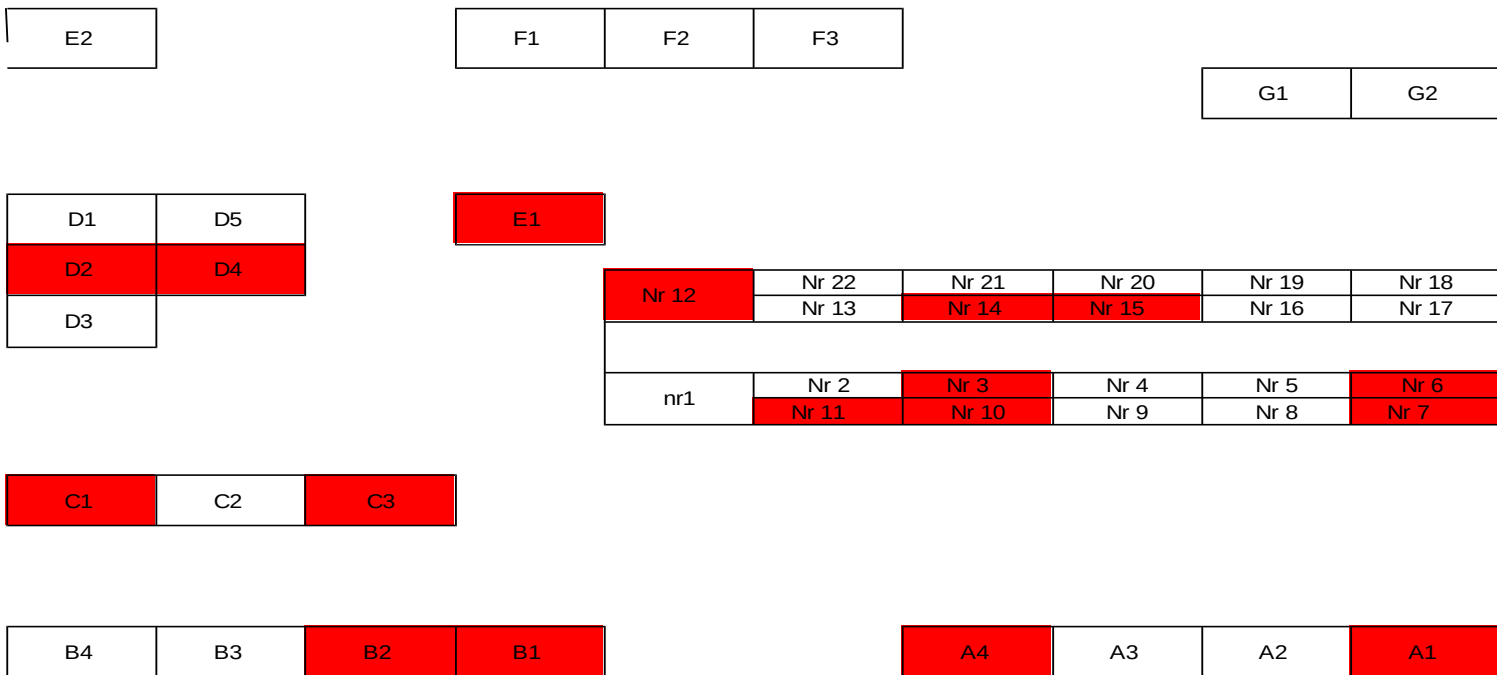 E2 F1 F2 F3
G1 G2
D1 D5 E1
D2 D4
Nr 12 Nr 22 Nr 21 Nr 20 Nr 19 Nr 18
Nr 13 Nr 14 Nr 15 Nr 16 Nr 17
D3
nr1 Nr 2 Nr 3 Nr 4 Nr 5 Nr 6
Nr 11 Nr 10 Nr 9 Nr 8 Nr 7
C1 C2 C3
B4 B3 B2 B1 A4 A3 A2 A1